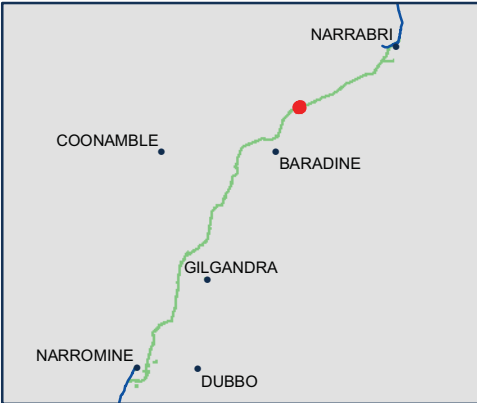 NARRABRI
COONAMBLE
BARADINE
GILGANDRA
NARROMINE
DUBBO